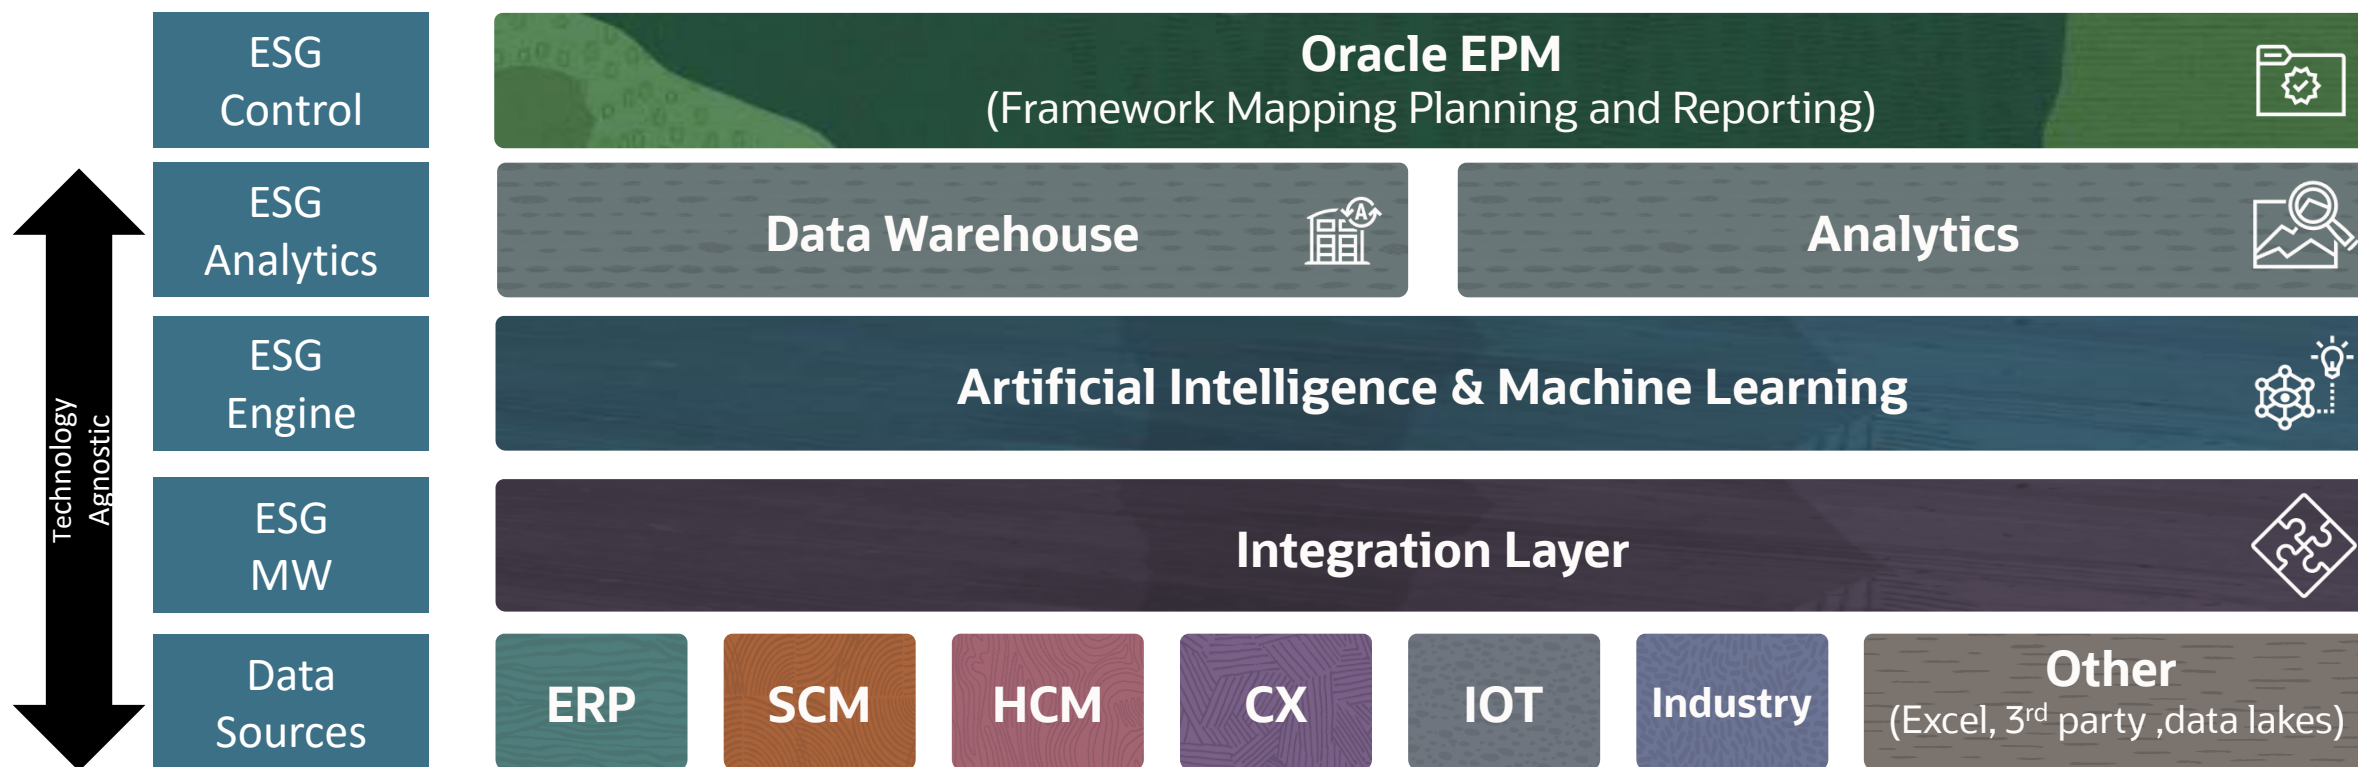 ESG
Control
Oracle EPM
(Framework Mapping Planning and Reporting)
ESG
Analytics
Data Warehouse
A
Analytics
ESG
Engine
Artificial Intelligence & Machine Learning
Technology
Agnostic
ESG
MW
Integration Layer
Data
Sources
ERP
SCM
HCM
CX
IOT
Industry
Other
(Excel, 3rd party ,data lakes)